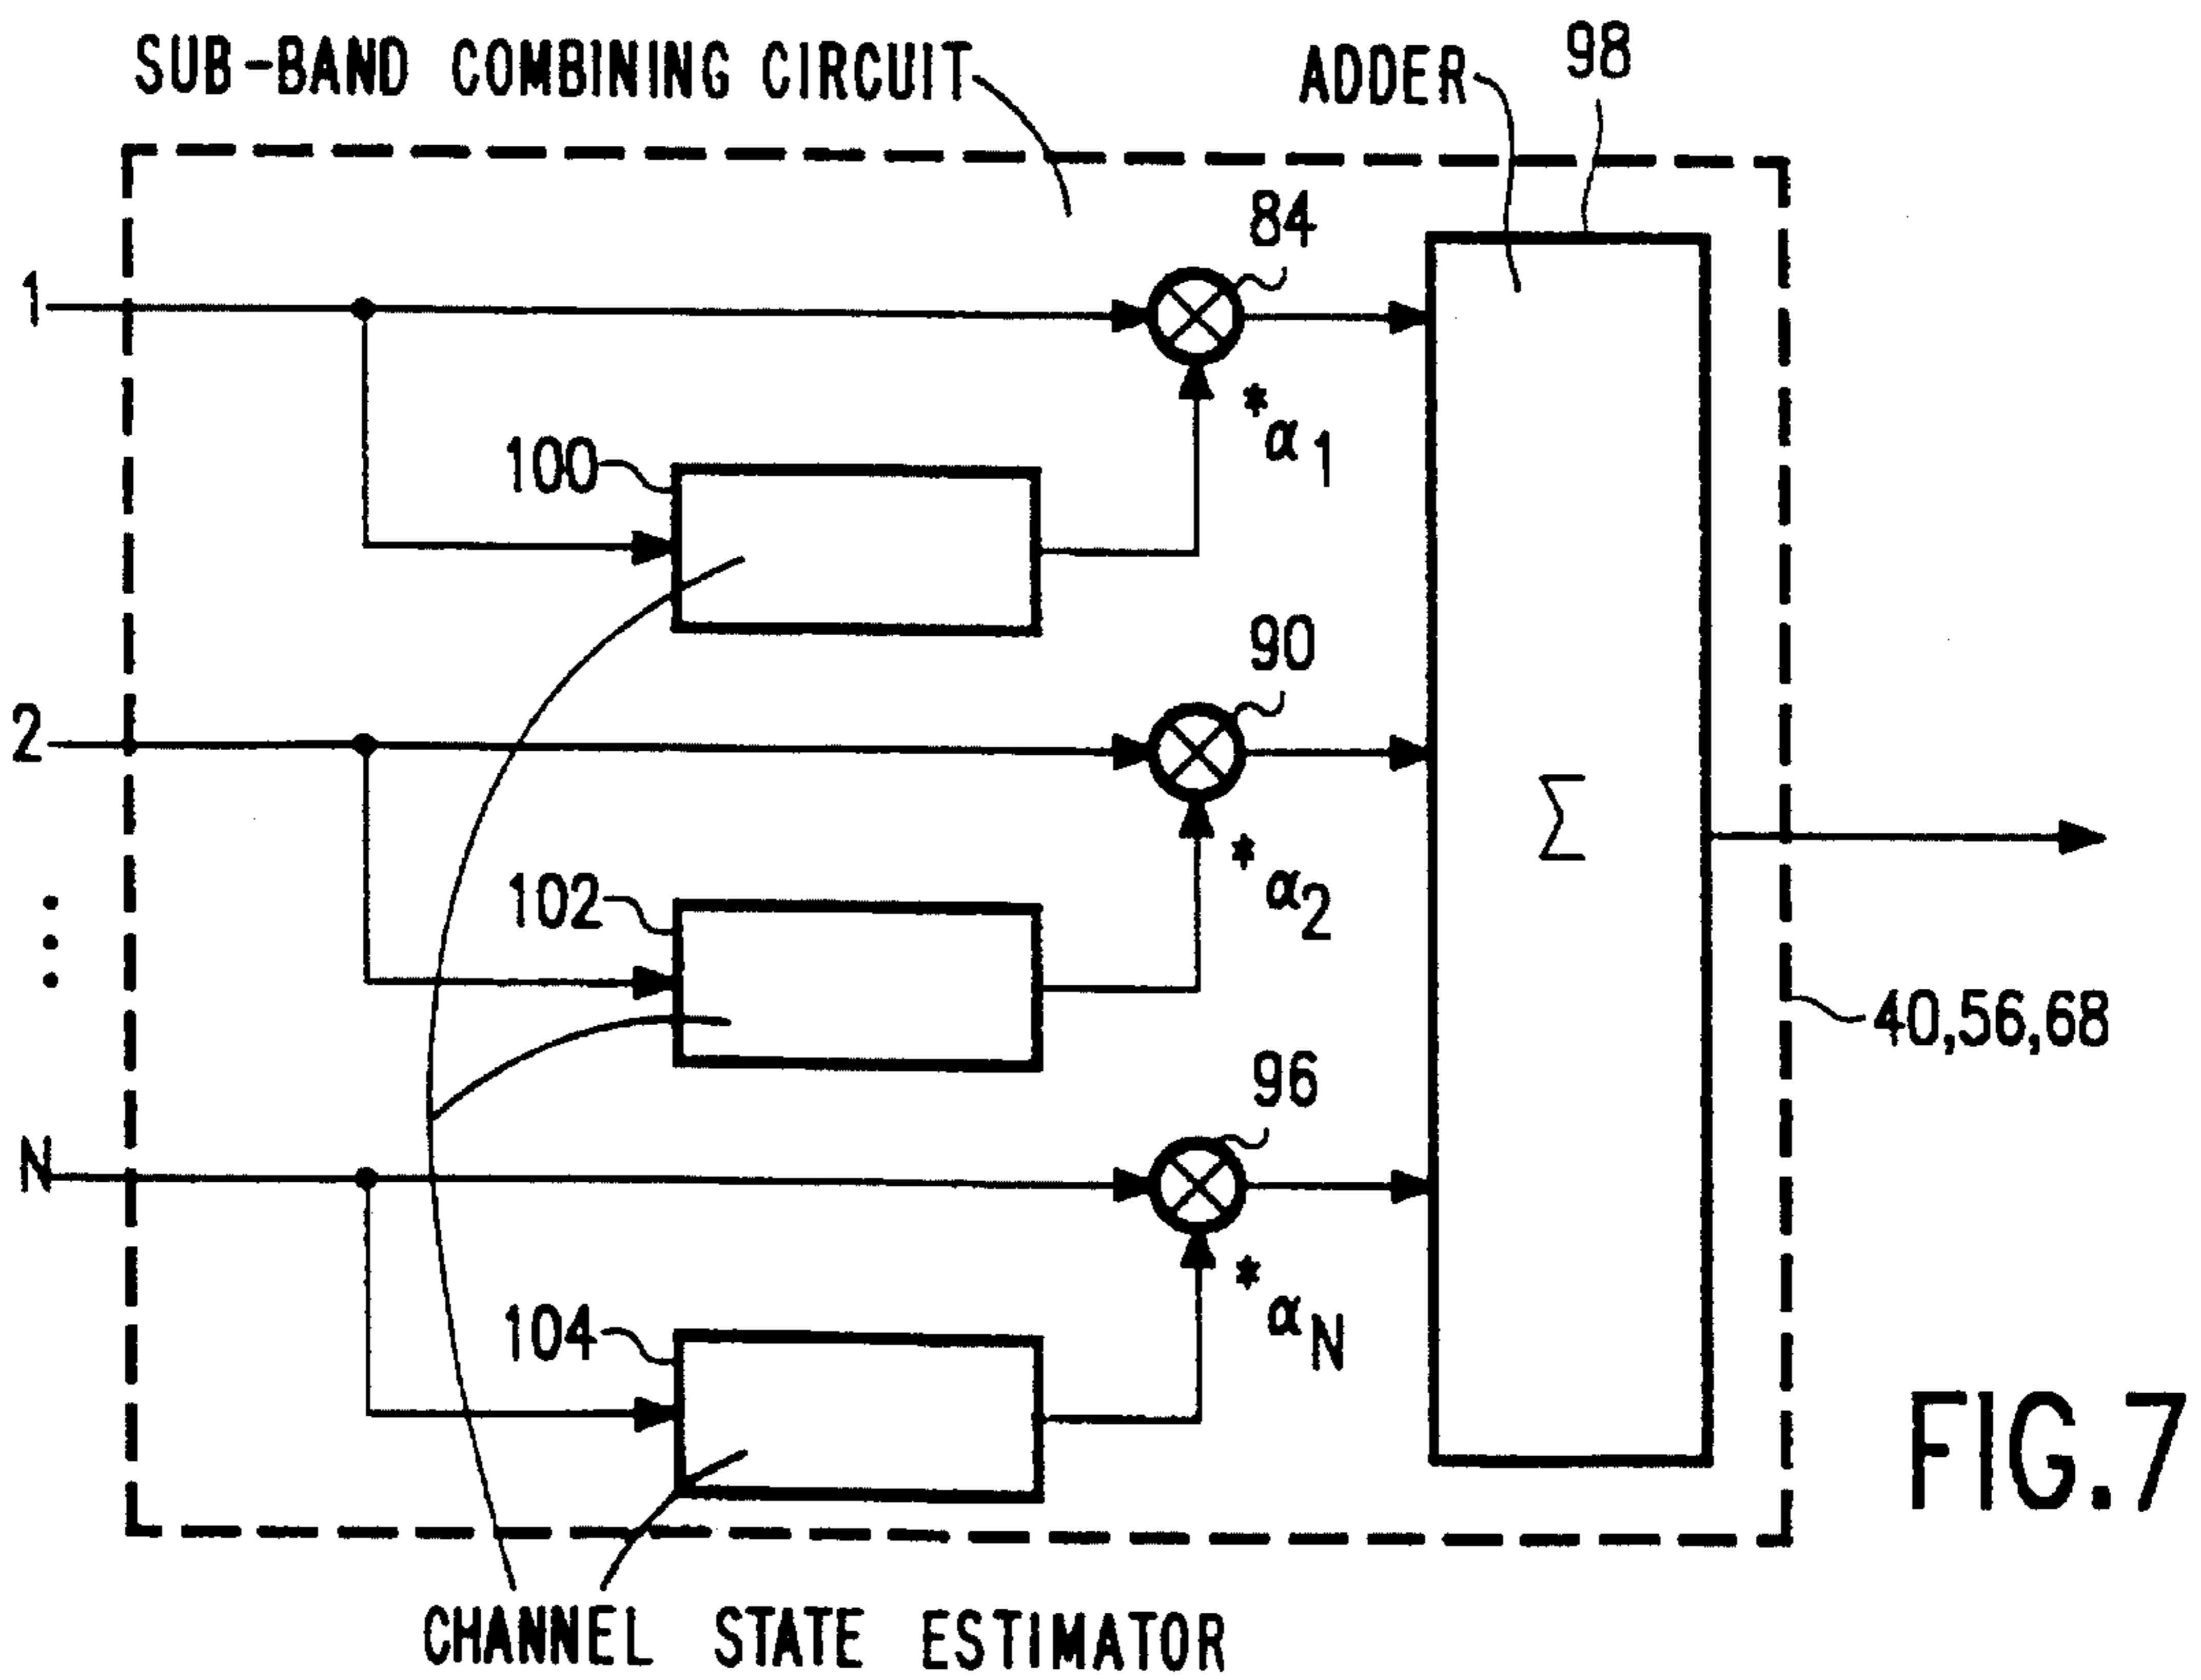 SUB-BAND COMBINING CIRCUIT
ADDER
98
84
1
*
α1
100
90
2
Σ
*
α2
102
40,56,68
96
N
*
αN
104
FIG.7
CHANNEL STATE ESTIMATOR